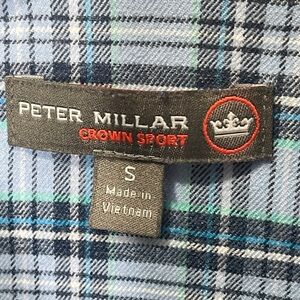 PETER MILLAR
CROWN SPORT
S
Made in
Vietnam